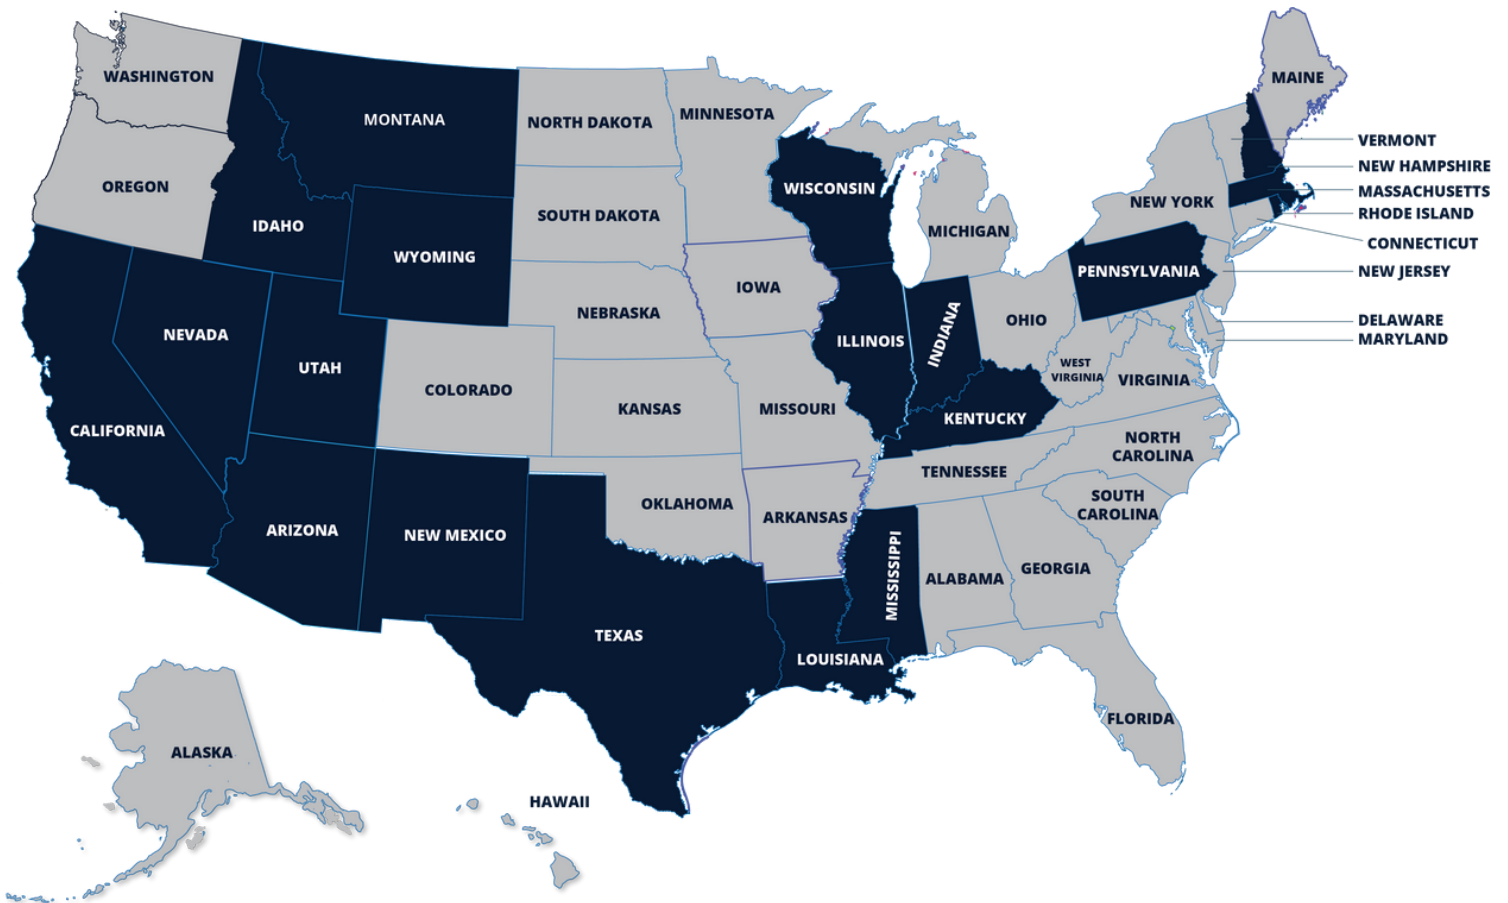 WASHINGTON
MONTANA
NORTH DAKOTA
MINNESOTA
MAINE
OREGON
IDAHO
WYOMING
SOUTH DAKOTA
WISCONSIN
MICHIGAN
NEW YORK
VERMONT
NEW HAMPSHIRE
MASSACHUSETTS
RHODE ISLAND
CONNECTICUT
NEW JERSEY
DELAWARE
MARYLAND
PENNSYLVANIA
NEVADA
UTAH
COLORADO
NEBRASKA
IOWA
ILLINOIS
INDIANA
OHIO
WEST
VIRGINIA
VIRGINIA
CALIFORNIA
KANSAS
MISSOURI
KENTUCKY
NORTH
CAROLINA
TENNESSEE
ARIZONA
NEW MEXICO
OKLAHOMA
ARKANSAS
SOUTH
CAROLINA
MISSISSIPPI
ALABAMA
GEORGIA
TEXAS
LOUISIANA
FLORIDA
ALASKA
HAWAII